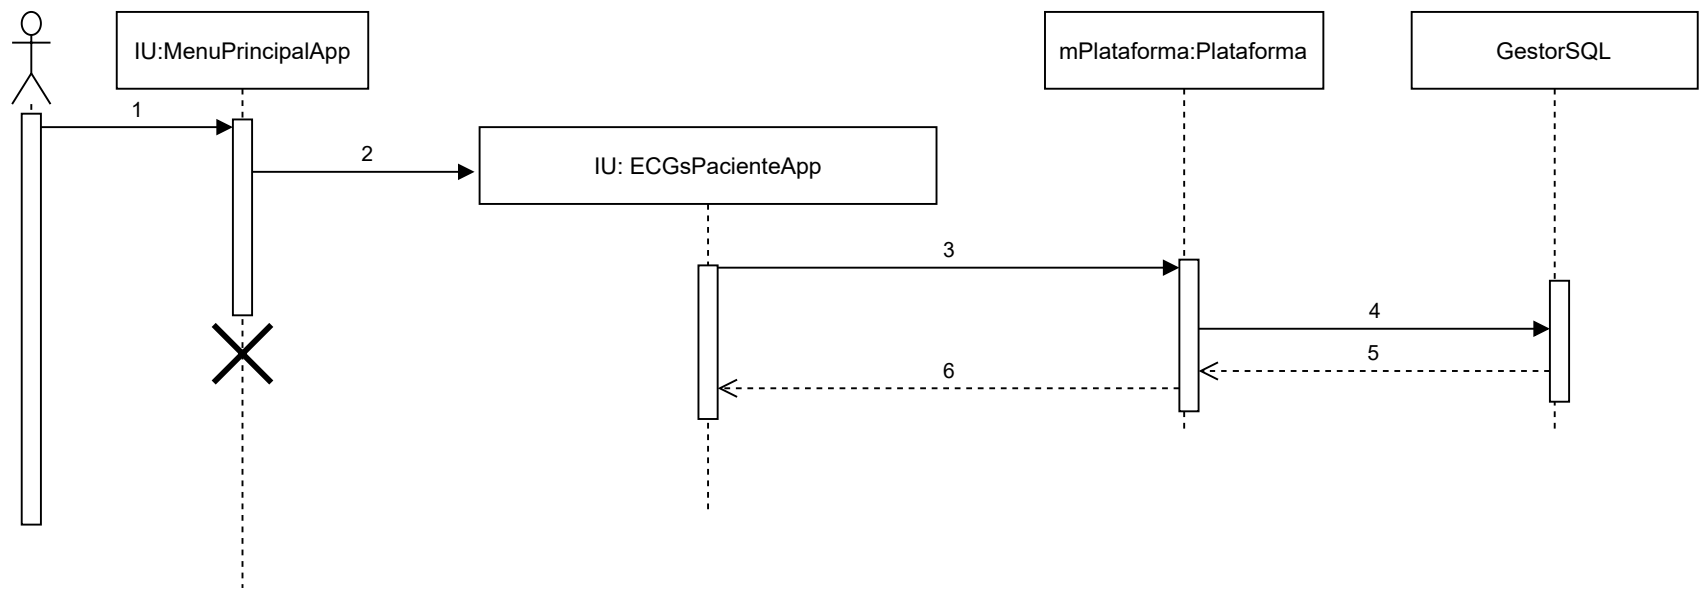 IU:MenuPrincipalApp
mPlataforma:Plataforma
GestorSQL
1
2
IU: ECGsPacienteApp
3
4
5
6